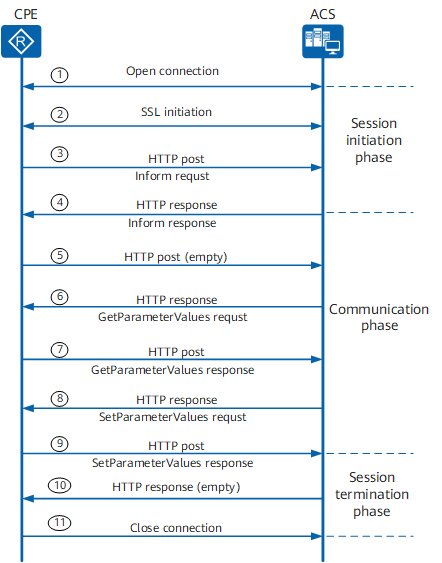 CPE
ACS
R
1
Open connection
2
SSL initiation
Session
initiation
phase
3
HTTP post
Inform requst
4
HTTP response
Inform response
5
HTTP post (empty)
6
HTTP response
GetParameterValues requst
Communication
phase
7
HTTP post
GetParameterValues response
8
HTTP response
SetParameterValues requst
9
HTTP post
SetParameterValues response
Session
termination
phase
10
HTTP response (empty)
11
Close connection